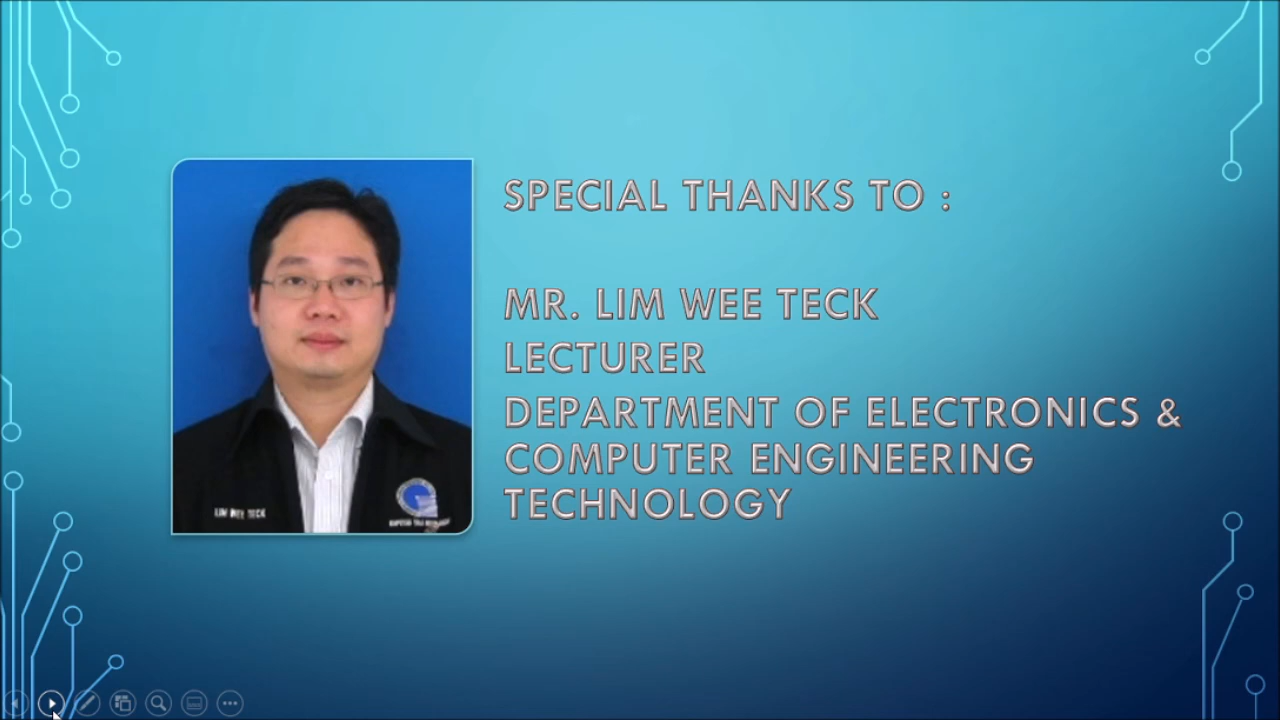 SPECIAL THANKS TO :
MR. LIM WEE TECK
LECTURER
DEPARTMENT OF ELECTRONICS &
COMPUTER ENGINEERING
TECHNOLOGY
LIM WEE TECK